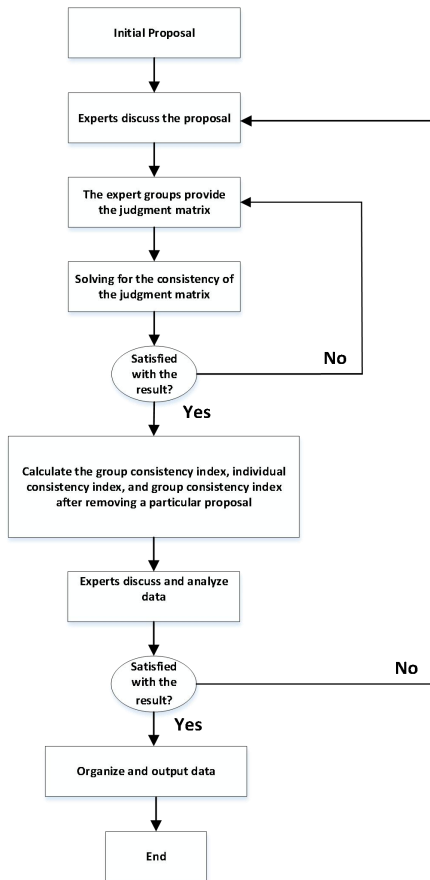 Initial Proposal
Experts discuss the proposal
The expert groups provide
the judgment matrix
Solving for the consistency of
the judgment matrix
Satisfied
with the
result?
No
Yes
Calculate the group consistency index, individual
consistency index, and group consistency index
after removing a particular proposal
Experts discuss and analyze
data
Satisfied
with the
result?
No
Yes
Organize and output data
End